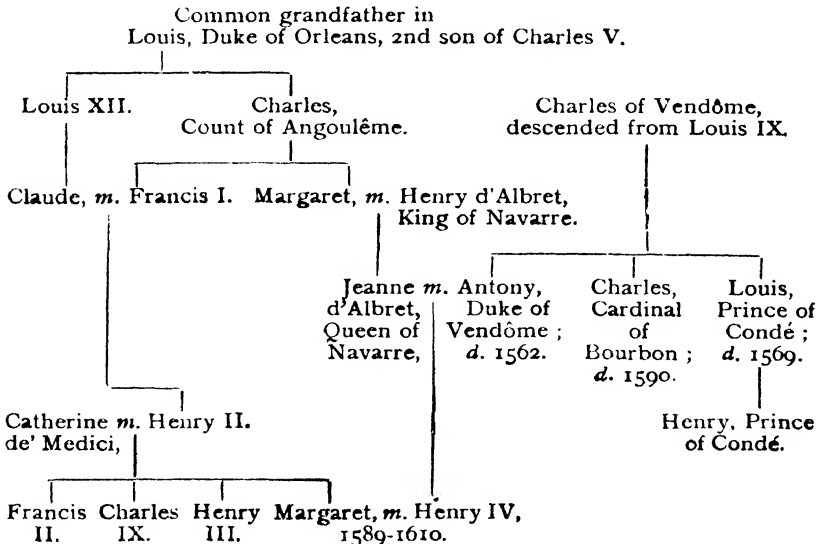 Common grandfather in
Louis, Duke of Orleans, 2nd son of Charles V.
Louis XII. Charles, Charles of Vendôme,
Count of Angoulême. descended from Louis IX.
Claude, m. Francis I. Margaret, m. Henry d'Albret,
King of Navarre.
Jeanne m. Antony, Charles, Louis,
d'Albret, Duke of Cardinal Prince of
Queen of Vendôme ; of Condé ;
Navarre, d. 1562. Bourbon ; d. 1569.
d. 1590.
Catherine m. Henry II. Henry, Prince
de' Medici, of Condé.
Francis Charles Henry Margaret, m. Henry IV,
II. IX. III. 1589-1610.